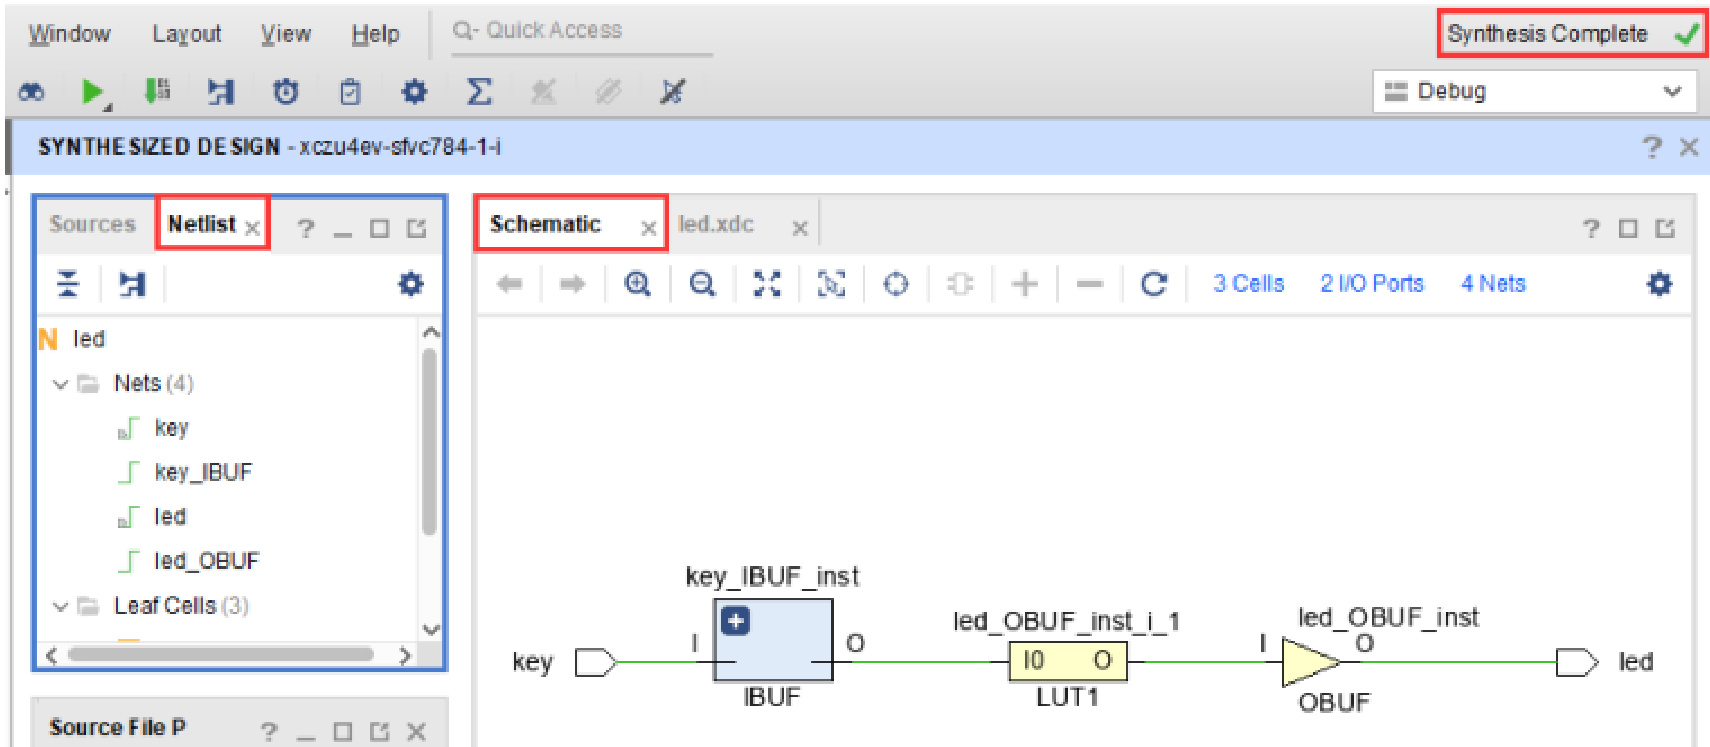 Window Layout View Help Q- Quick Access Synthesis Complete
Debug
SYNTHESIZED DESIGN - xczu4ev-sfvc784-1-i
Sources Netlist
Schematic led.xdc
3 Cells 2 I/O Ports 4 Nets
N led
Nets (4)
key
key_IBUF
led
led_OBUF
Leaf Cells (3)
Source File P
key_IBUF_inst
led_OBUF_inst_i_1
led_OBUF_inst
key I O I0 O I O led
IBUF LUT1 OBUF